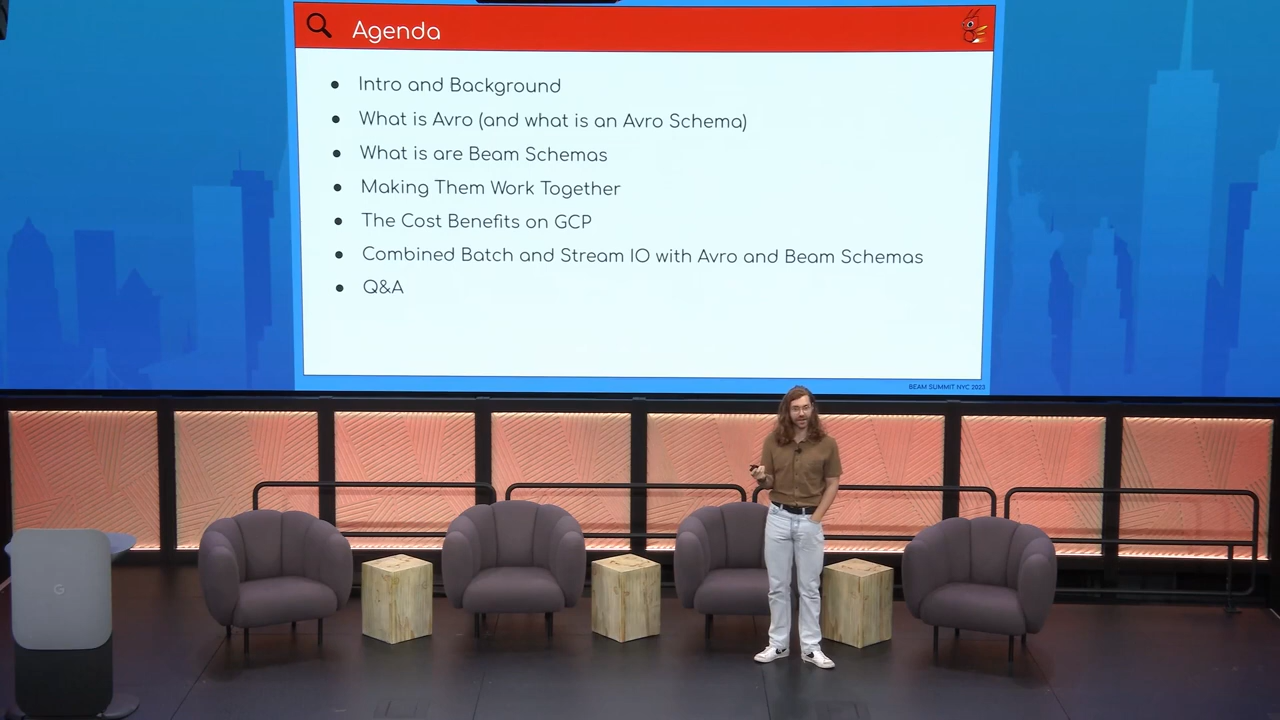 Agenda
Intro and Background
What is Avro (and what is an Avro Schema)
What is are Beam Schemas
Making Them Work Together
The Cost Benefits on GCP
Combined Batch and Stream IO with Avro and Beam Schemas
Q&A
BEAM SUMMIT NYC 2023
G